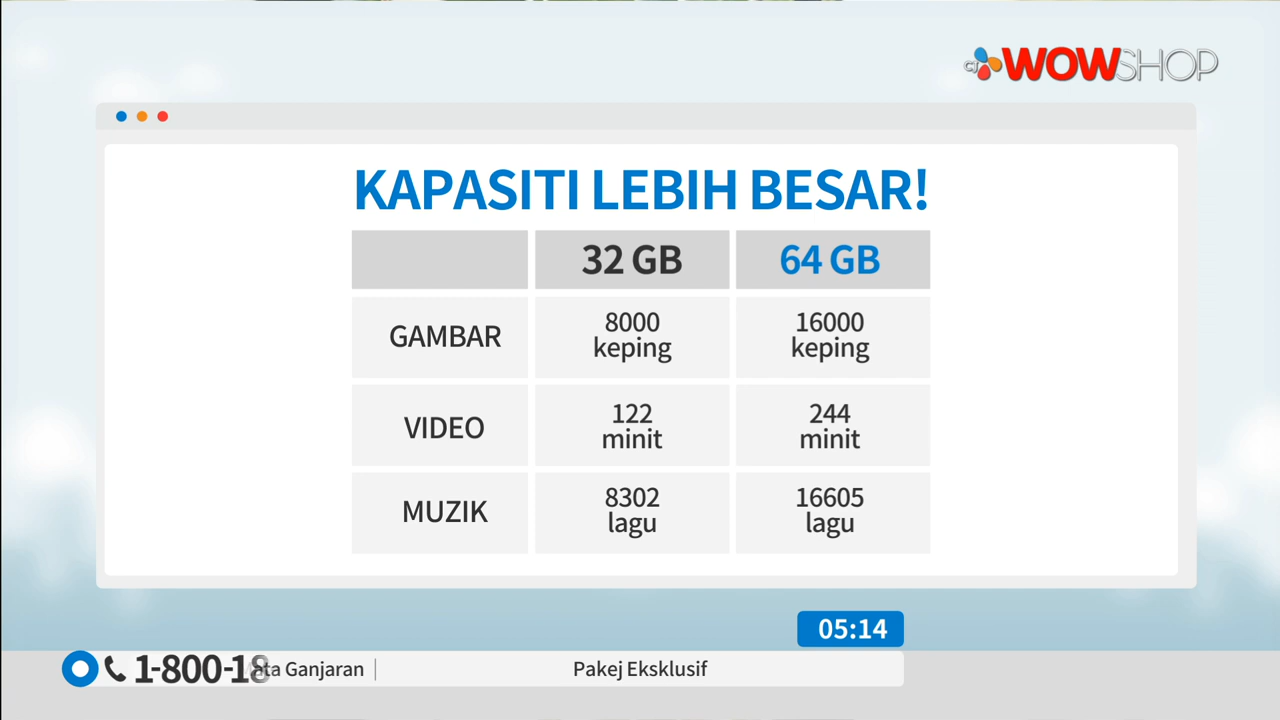 CJ WOWSHOP
KAPASITI LEBIH BESAR!
32 GB 64 GB
GAMBAR 8000 keping 16000 keping
VIDEO 122 minit 244 minit
MUZIK 8302 lagu 16605 lagu
05:14
1-800-18 ata Ganjaran | Pakej Eksklusif